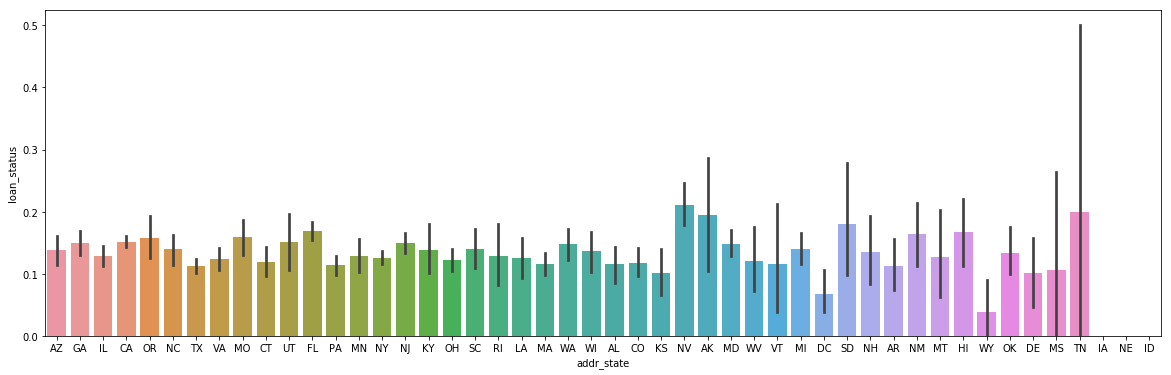 loan_status
0.5
0.4
0.3
0.2
0.1
0.0
AZ GA IL CA OR NC TX VA MO CT UT FL PA MN NY NJ KY OH SC RI LA MA WA WI AL CO KS NV AK MD WV VT MI DC SD NH AR NM MT HI WY OK DE MS TN IA NE ID
addr_state